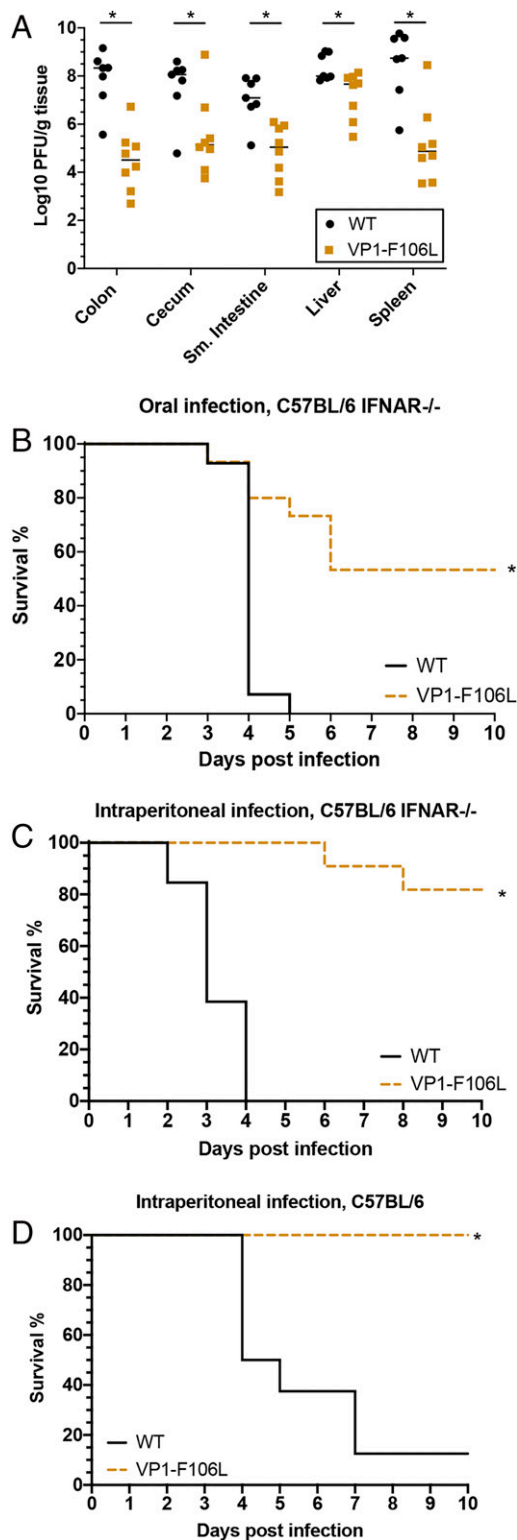 A
* * * * *
10
8
6
4
2
0
Log10 PFU/g tissue
WT
VP1-F106L
Colon
Cecum
Sm. Intestine
Liver
Spleen
Oral infection, C57BL/6 IFNAR-/-
B
100
80
60
40
20
0
Survival %
*
WT
VP1-F106L
0 1 2 3 4 5 6 7 8 9 10
Days post infection
Intraperitoneal infection, C57BL/6 IFNAR-/-
C
100
80
60
40
20
0
Survival %
*
WT
VP1-F106L
0 1 2 3 4 5 6 7 8 9 10
Days post infection
Intraperitoneal infection, C57BL/6
D
100
80
60
40
20
0
Survival %
*
WT
VP1-F106L
0 1 2 3 4 5 6 7 8 9 10
Days post infection